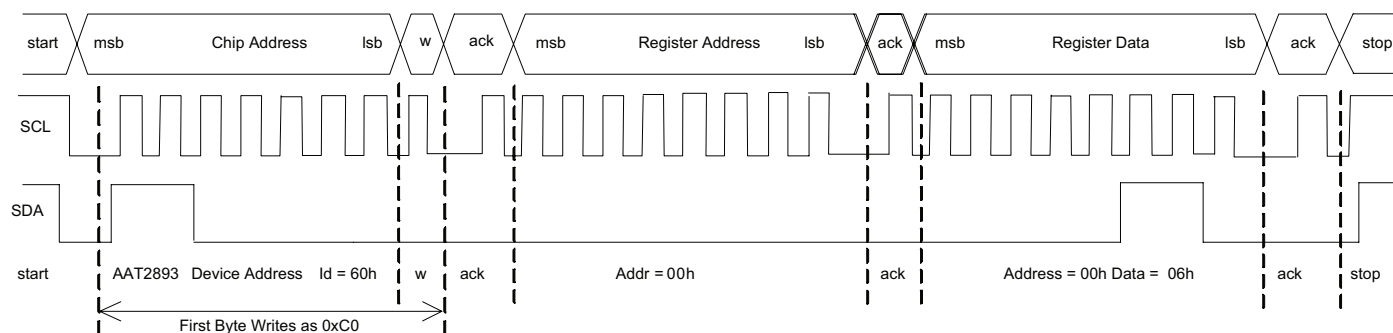 start msb Chip Address lsb w ack msb Register Address lsb ack msb Register Data lsb ack stop
SCL
SDA
start AAT2893 Device Address Id = 60h w ack Addr = 00h ack Address = 00h Data = 06h ack stop
First Byte Writes as 0xC0